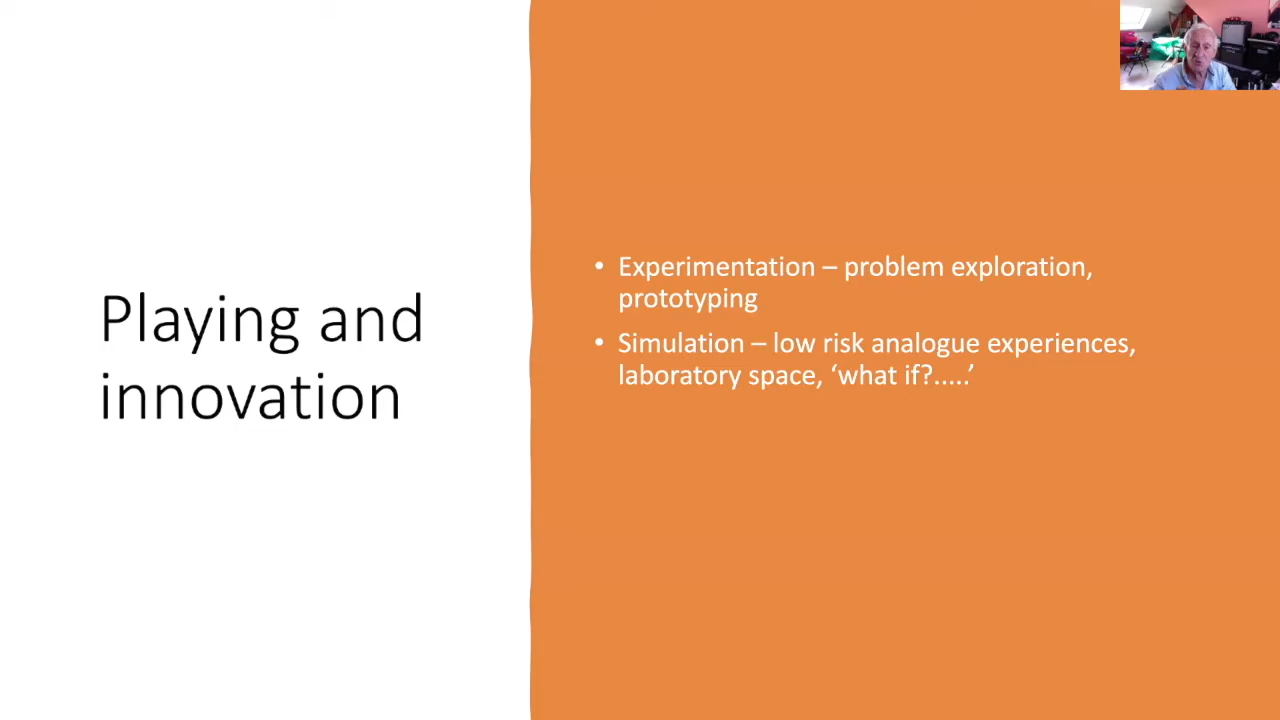 Playing and
innovation
• Experimentation – problem exploration,
prototyping
• Simulation – low risk analogue experiences,
laboratory space, ‘what if?.....’